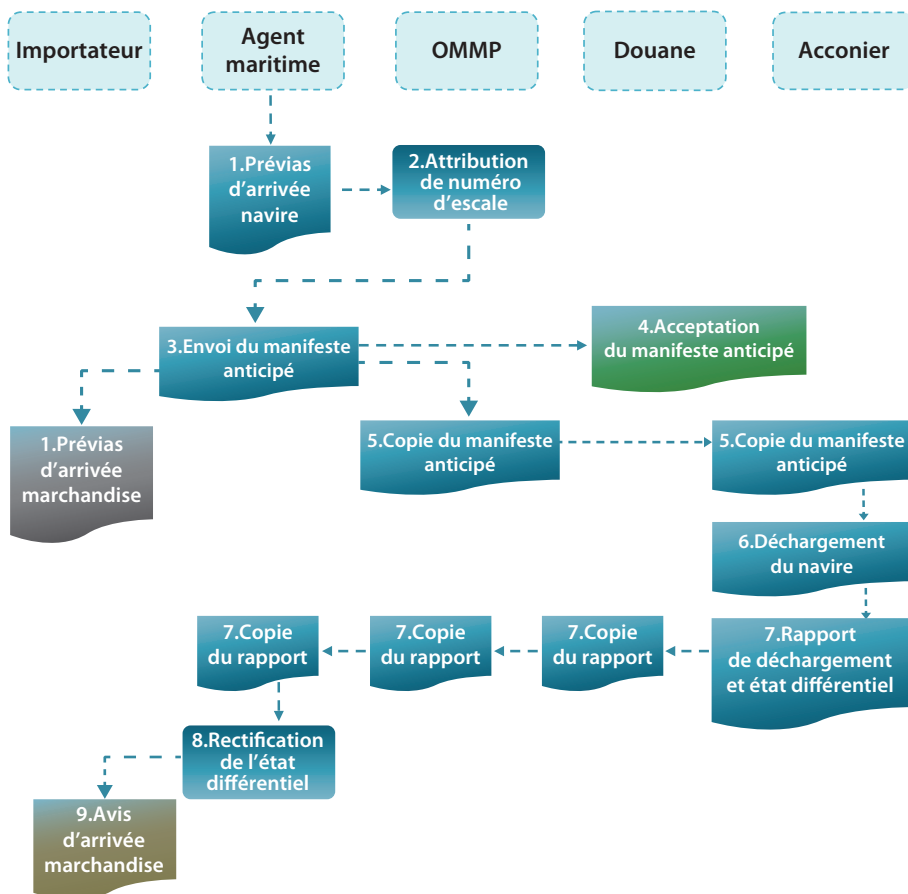 Importateur
Agent
maritime
OMMP
Douane
Acconier
1.Prévias
d'arrivée
navire
2.Attribution
de numéro
d'escale
3.Envoi du manifeste
anticipé
4.Acceptation
du manifeste anticipé
1.Prévias
d'arrivée
marchandise
5.Copie du manifeste
anticipé
5.Copie du manifeste
anticipé
6.Déchargement
du navire
7.Copie
du rapport
7.Copie
du rapport
7.Copie
du rapport
7.Rapport
de déchargement
et état différentiel
8.Rectification
de l'état
différentiel
9.Avis
d'arrivée
marchandise